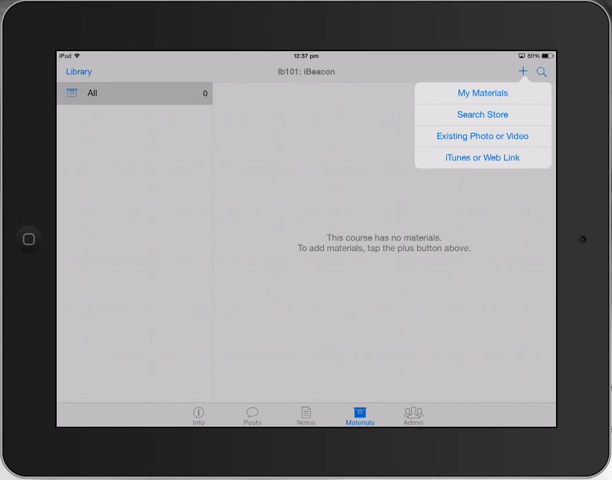 iPad
12:37 pm
89%
Library
Ib101: iBeacon
All
0
My Materials
Search Store
Existing Photo or Video
iTunes or Web Link
This course has no materials.
To add materials, tap the plus button above.
Info
Posts
Notes
Materials
Admin